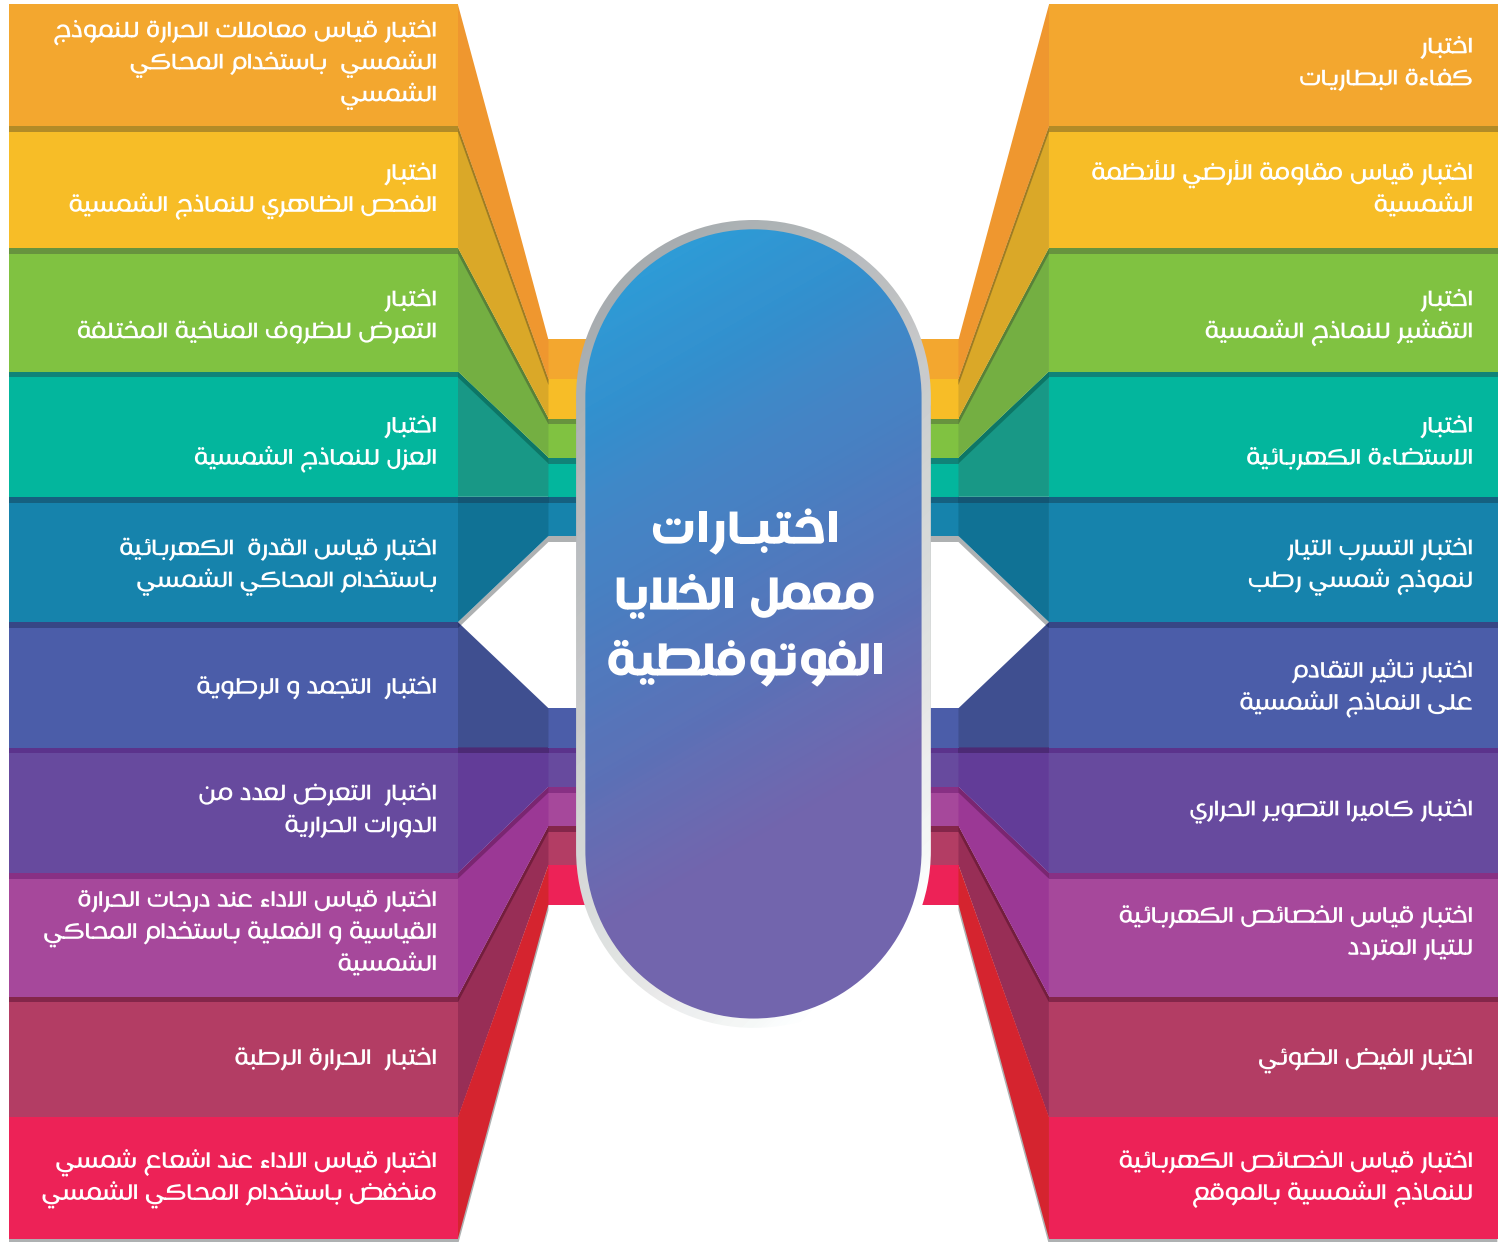 اختبارات
معمل الخلايا
الفوتوفلطية
اختبار
كفاءة البطاريات
اختبار قياس مقاومة الأرضي للأنظمة
الشمسية
اختبار
التقشير للنماذج الشمسية
اختبار
الاستضاءة الكهربائية
اختبار التسرب التيار
لنموذج شمسي رطب
اختبار تاثير التقادم
على النماذج الشمسية
اختبار كاميرا التصوير الحراري
اختبار قياس الخصائص الكهربائية
للتيار المتردد
اختبار الفيض الضوئي
اختبار قياس الخصائص الكهربائية
للنماذج الشمسية بالموقع
اختبار قياس معاملات الحرارة للنموذج
الشمسي باستخدام المحاكي
الشمسي
اختبار
الفحص الظاهري للنماذج الشمسية
اختبار
التعرض للظروف المناخية المختلفة
اختبار
العزل للنماذج الشمسية
اختبار قياس القدرة الكهربائية
باستخدام المحاكي الشمسي
اختبار التجمد و الرطوية
اختبار التعرض لعدد من
الدورات الحرارية
اختبار قياس الاداء عند درجات الحرارة
القياسية و الفعلية باستخدام المحاكي
الشمسية
اختبار الحرارة الرطبة
اختبار قياس الاداء عند اشعاع شمسي
منخفض باستخدام المحاكي الشمسي